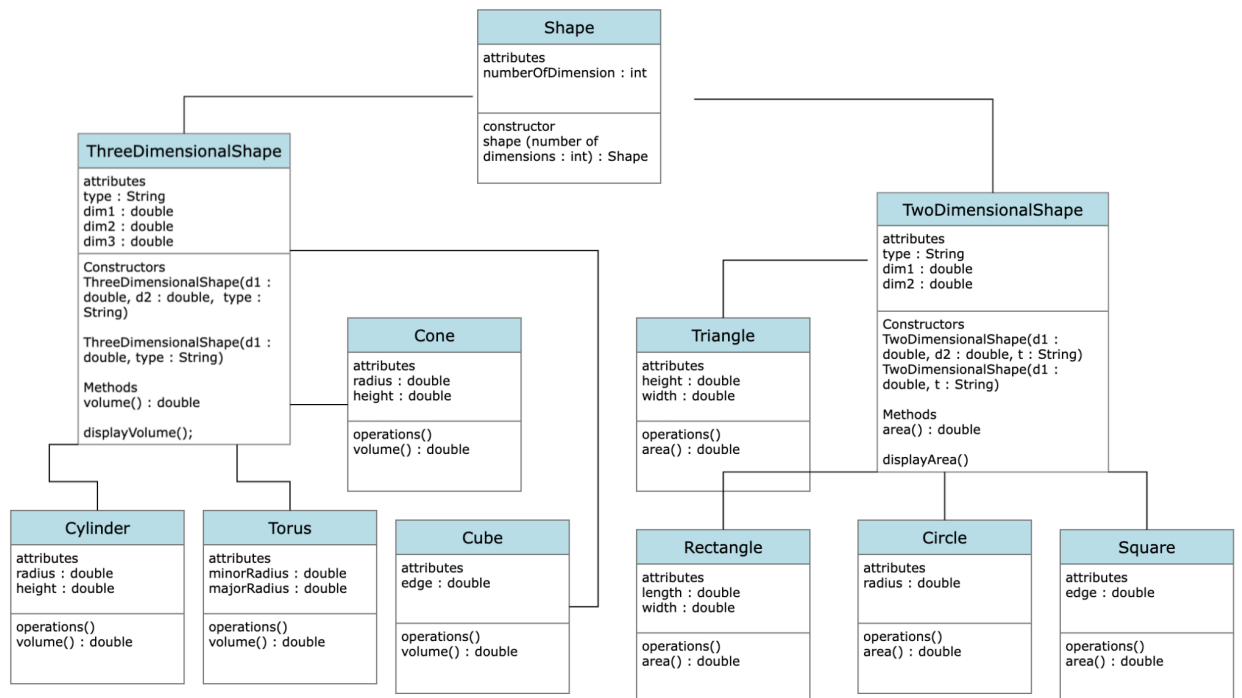 Shape
attributes
numberOfDimension : int
constructor
shape (number of
dimensions : int) : Shape
ThreeDimensionalShape
attributes
type : String
dim1 : double
dim2 : double
dim3 : double
Constructors
ThreeDimensionalShape(d1 :
double, d2 : double,  type :
String)
ThreeDimensionalShape(d1 :
double, type : String)
Methods
volume() : double
displayVolume();
TwoDimensionalShape
attributes
type : String
dim1 : double
dim2 : double
Constructors
TwoDimensionalShape(d1 :
double, d2 : double, t : String)
TwoDimensionalShape(d1 :
double, t : String)
Methods
area() : double
displayArea()
Cone
attributes
radius : double
height : double
operations()
volume() : double
Triangle
attributes
height : double
width : double
operations()
area() : double
Cylinder
attributes
radius : double
height : double
operations()
volume() : double
Torus
attributes
minorRadius : double
majorRadius : double
operations()
volume() : double
Cube
attributes
edge : double
operations()
volume() : double
Rectangle
attributes
length : double
width : double
operations()
area() : double
Circle
attributes
radius : double
operations()
area() : double
Square
attributes
edge : double
operations()
area() : double